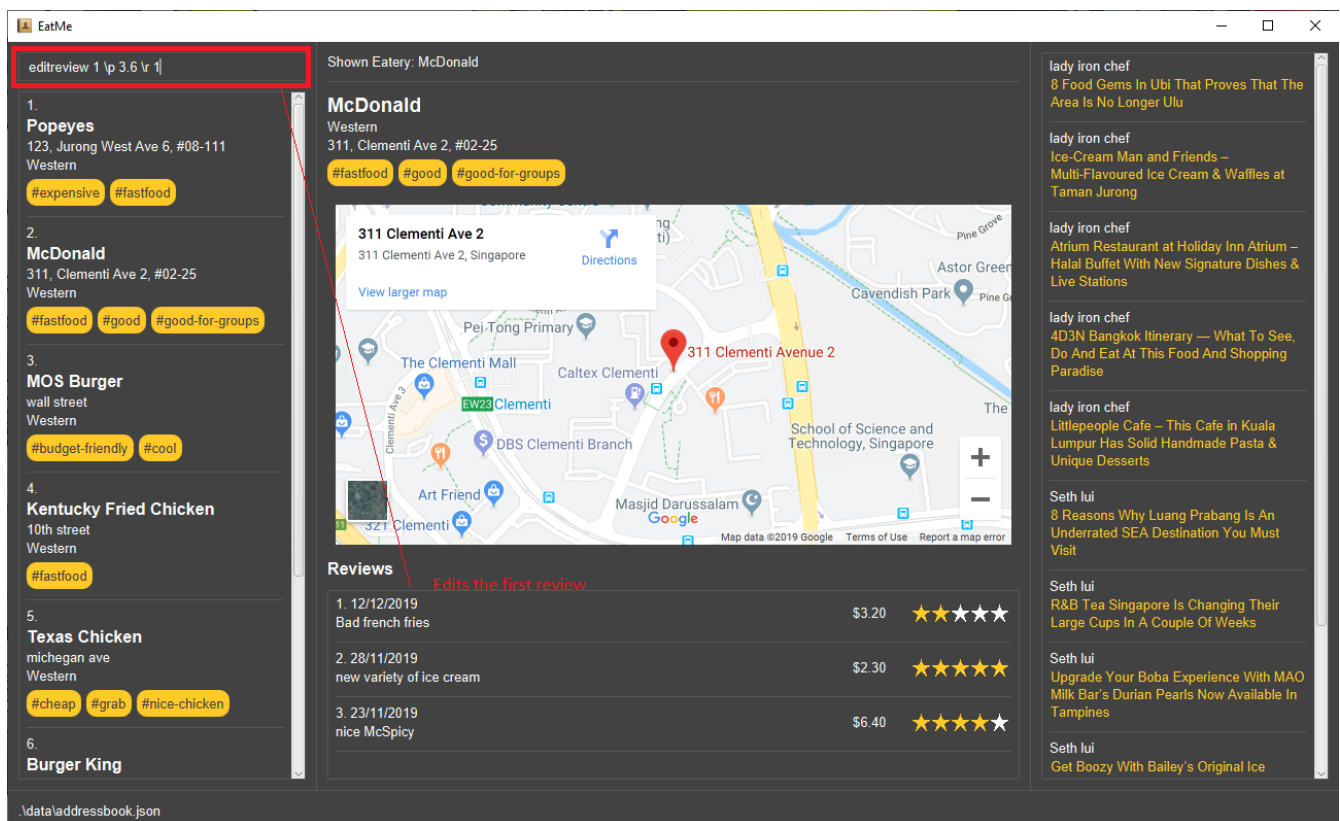 EatMe
editreview 1 \p 3.6 \r 1
1.
Popeyes
123, Jurong West Ave 6, #08-111
Western
#expensive #fastfood
2.
McDonald
311, Clementi Ave 2, #02-25
Western
#fastfood #good #good-for-groups
3.
MOS Burger
wall street
Western
#budget-friendly #cool
4.
Kentucky Fried Chicken
10th street
Western
#fastfood
5.
Texas Chicken
michegan ave
Western
#cheap #grab #nice-chicken
6.
Burger King
Shown Eatery: McDonald
McDonald
Western
311, Clementi Ave 2, #02-25
#fastfood #good #good-for-groups
311 Clementi Ave 2
311 Clementi Ave 2, Singapore
Directions
View larger map
Pine Grove
Astor Green
Cavendish Park
Pine G
Pei Tong Primary
311 Clementi Avenue 2
The Clementi Mall
Caltex Clementi
Clementi Ave 3
EW23 Clementi
The
School of Science and
Technology, Singapore
DBS Clementi Branch
Art Friend
Masjid Darussalam
321 Clementi
Google
Map data ©2019 Google Terms of Use Report a map error
Reviews
Edits the first review
1. 12/12/2019
Bad french fries
$3.20
2. 28/11/2019
new variety of ice cream
$2.30
3. 23/11/2019
nice McSpicy
$6.40
lady iron chef
8 Food Gems In Ubi That Proves That The
Area Is No Longer Ulu
lady iron chef
Ice-Cream Man and Friends –
Multi-Flavoured Ice Cream & Waffles at
Taman Jurong
lady iron chef
Atrium Restaurant at Holiday Inn Atrium –
Halal Buffet With New Signature Dishes &
Live Stations
lady iron chef
4D3N Bangkok Itinerary — What To See,
Do And Eat At This Food And Shopping
Paradise
lady iron chef
Littlepeople Cafe – This Cafe in Kuala
Lumpur Has Solid Handmade Pasta &
Unique Desserts
Seth lui
8 Reasons Why Luang Prabang Is An
Underrated SEA Destination You Must
Visit
Seth lui
R&B Tea Singapore Is Changing Their
Large Cups In A Couple Of Weeks
Seth lui
Upgrade Your Boba Experience With MAO
Milk Bar's Durian Pearls Now Available In
Tampines
Seth lui
Get Boozy With Bailey's Original Ice
.\data\addressbook.json